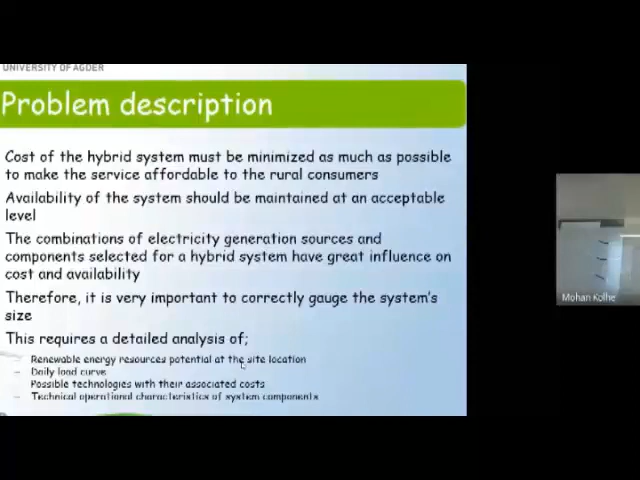 UNIVERSITY OF AGDER
Problem description
Cost of the hybrid system must be minimized as much as possible
to make the service affordable to the rural consumers
Availability of the system should be maintained at an acceptable
level
The combinations of electricity generation sources and
components selected for a hybrid system have great influence on
cost and availability
Therefore, it is very important to correctly gauge the system's
size
This requires a detailed analysis of;
– Renewable energy resources potential at the site location
– Daily load curve
– Possible technologies with their associated costs
– Technical operational characteristics of system components
Mohan Kolhe